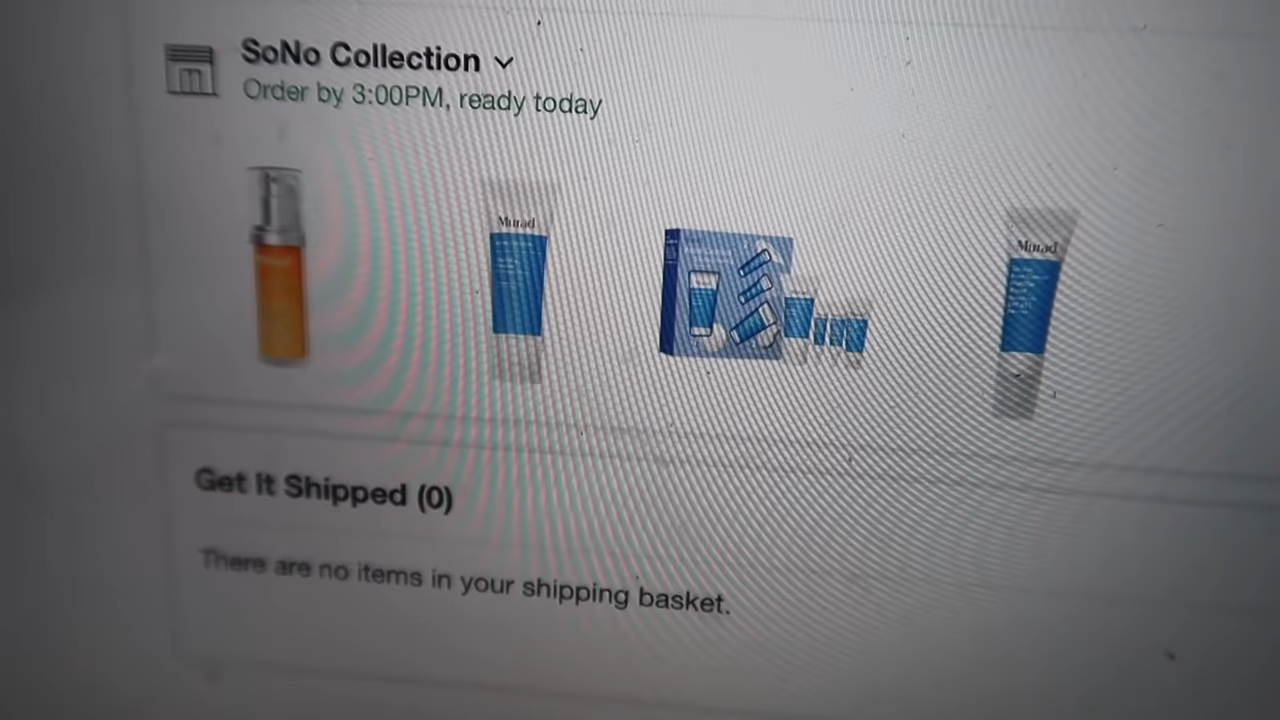 SoNo Collection
Order by 3:00PM, ready today
Murad
Murad
Get It Shipped (0)
There are no items in your shipping basket.